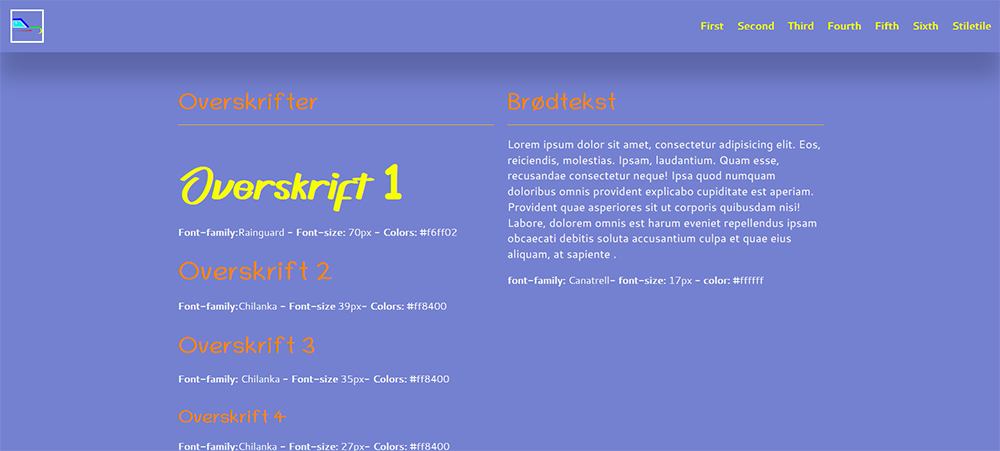 First Second Third Fourth Fifth Sixth Stiletile
Overskrifter
Overskrift 1
Font-family:Rainguard - Font-size: 70px - Colors: #f6ff02
Overskrift 2
Font-family:Chilanka - Font-size 39px- Colors: #ff8400
Overskrift 3
Font-family: Chilanka - Font-size 35px- Colors: #ff8400
Overskrift 4
Font-family:Chilanka - Font-size: 27px- Colors: #ff8400
Brødtekst
Lorem ipsum dolor sit amet, consectetur adipisicing elit. Eos,
reiciendis, molestias. Ipsam, laudantium. Quam esse,
recusandae consectetur neque! Ipsa quod numquam
doloribus omnis provident explicabo cupiditate est aperiam.
Provident quae asperiores sit ut corporis quibusdam nisi!
Labore, dolorem omnis est harum eveniet repellendus ipsam
obcaecati debitis soluta accusantium culpa et quae eius
aliquam, at sapiente .
font-family: Canatrell- font-size: 17px - color: #ffffff